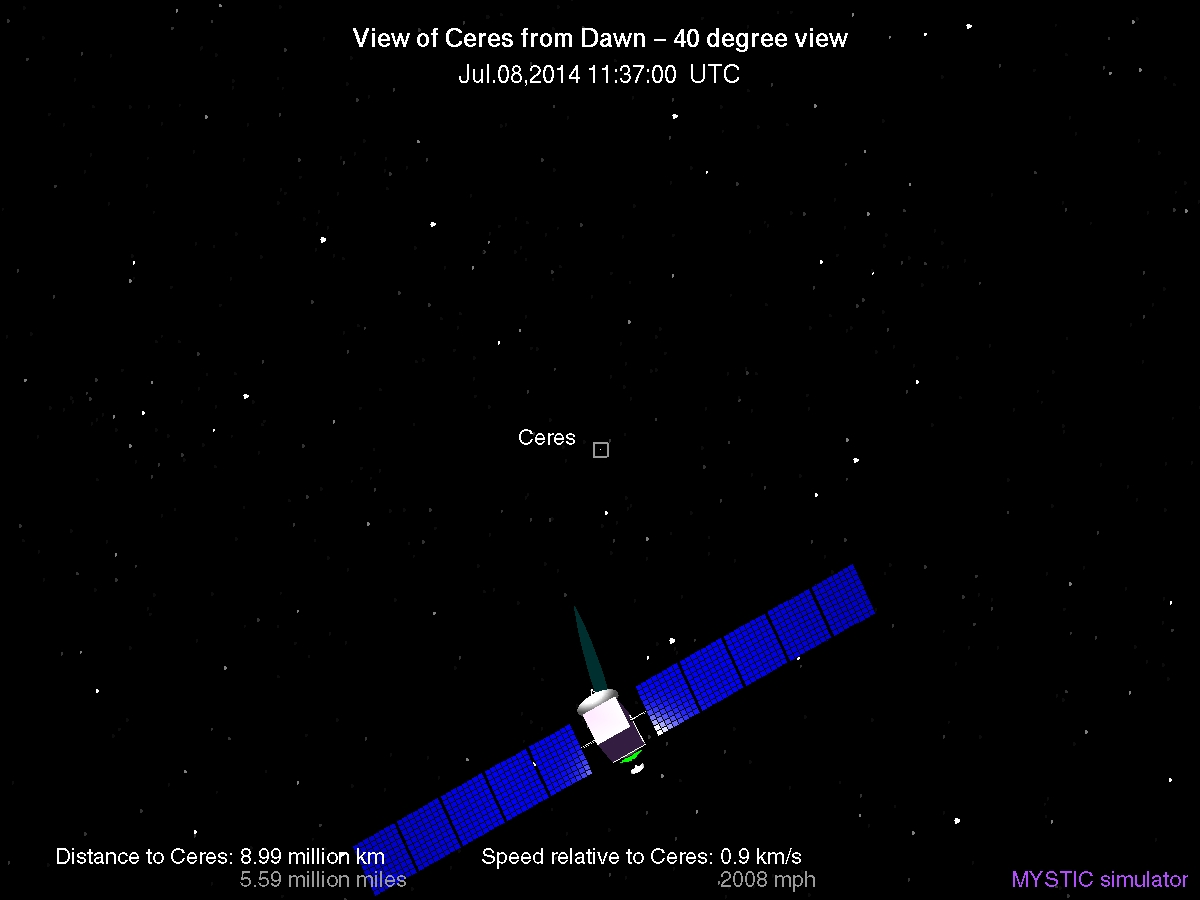 View of Ceres from Dawn – 40 degree view
Jul.08,2014 11:37:00 UTC
Ceres
Distance to Ceres: 8.99 million km
5.59 million miles
Speed relative to Ceres: 0.9 km/s
2008 mph
MYSTIC simulator